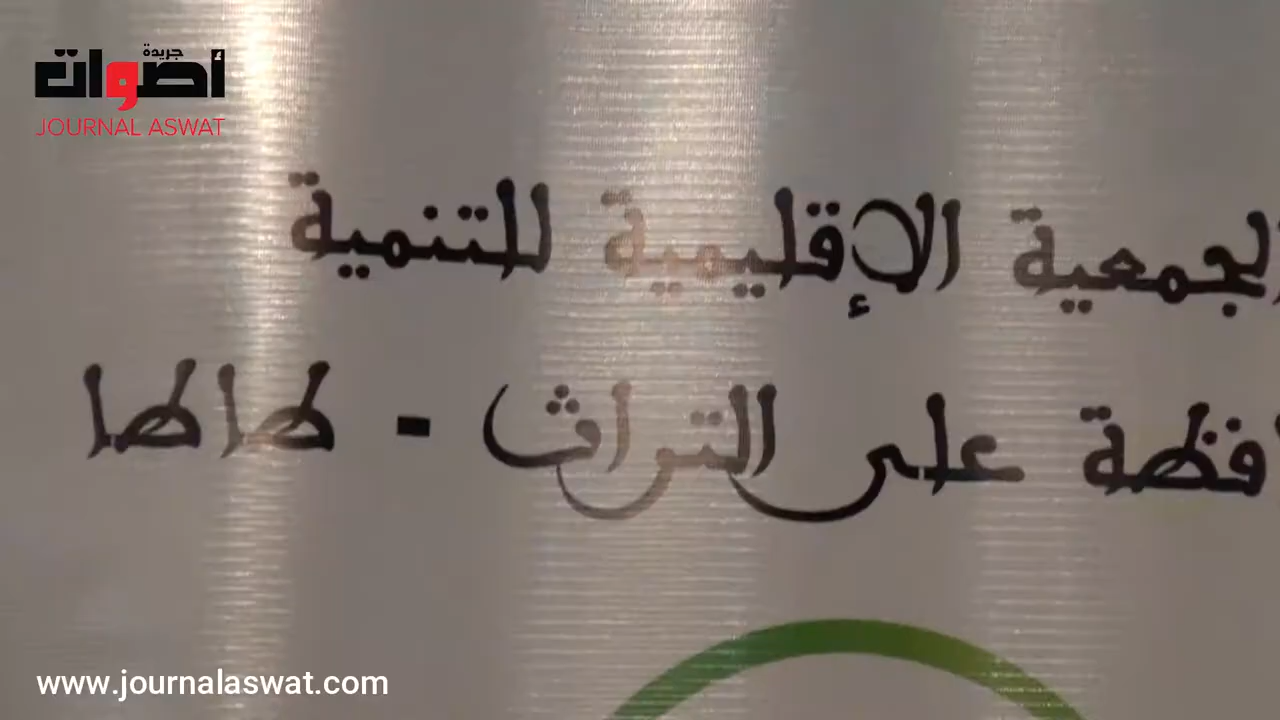 جريدة
أصوات
JOURNAL ASWAT
الجمعية الإقليمية للتنمية
على التراث - طاطا
www.journalaswat.com